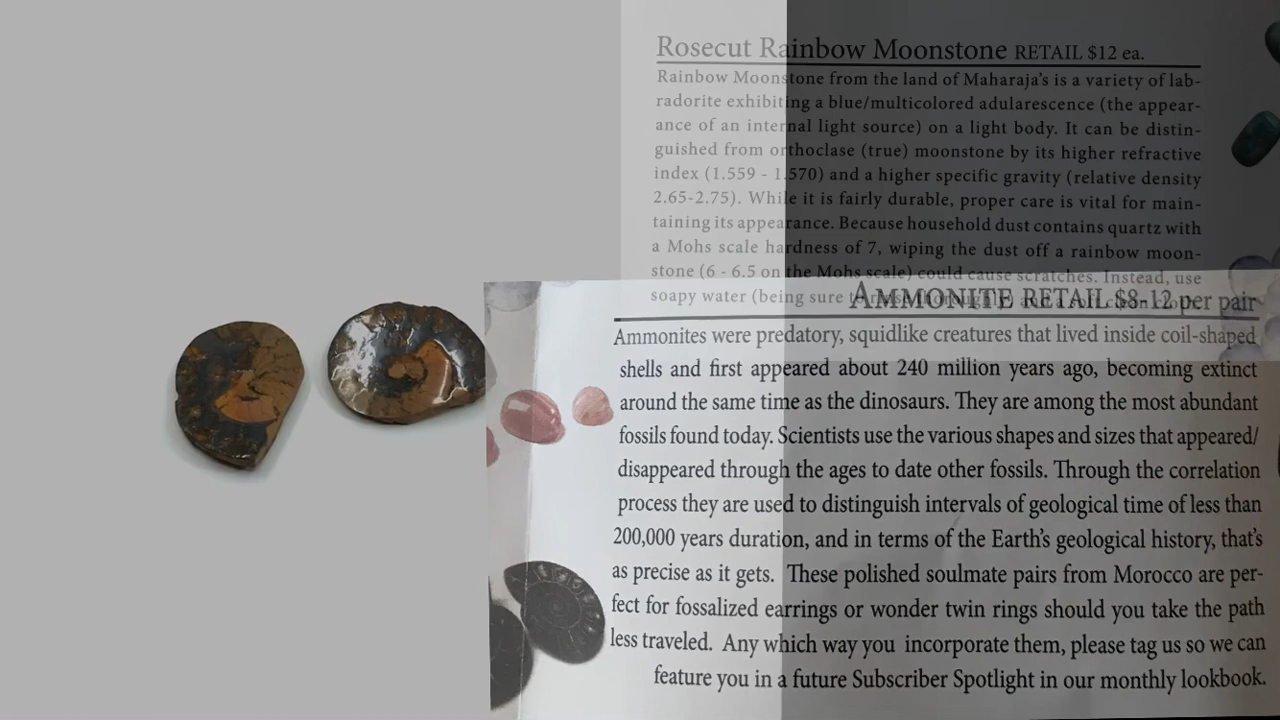 Rosecut Rainbow Moonstone RETAIL $12 ea.
Rainbow Moonstone from the land of Maharaja's is a variety of lab-
radorite exhibiting a blue/multicolored adularescence (the appear-
ance of an internal light source) on a light body. It can be distin-
guished from orthoclase (true) moonstone by its higher refractive
index (1.559 - 1.570) and a higher specific gravity (relative density
2.65-2.75). While it is fairly durable, proper care is vital for main-
taining its appearance. Because household dust contains quartz with
a Mohs scale hardness of 7, wiping the dust off a rainbow moon-
stone (6 - 6.5 on the Mohs scale) could cause scratches. Instead, use
soapy water (being sure
AMMONITE RETAIL $8-12 per pair
Ammonites were predatory, squidlike creatures that lived inside coil-shaped
shells and first appeared about 240 million years ago, becoming extinct
around the same time as the dinosaurs. They are among the most abundant
fossils found today. Scientists use the various shapes and sizes that appeared/
disappeared through the ages to date other fossils. Through the correlation
process they are used to distinguish intervals of geological time of less than
200,000 years duration, and in terms of the Earth's geological history, that's
as precise as it gets. These polished soulmate pairs from Morocco are per-
fect for fossalized earrings or wonder twin rings should you take the path
less traveled. Any which way you incorporate them, please tag us so we can
feature you in a future Subscriber Spotlight in our monthly lookbook.